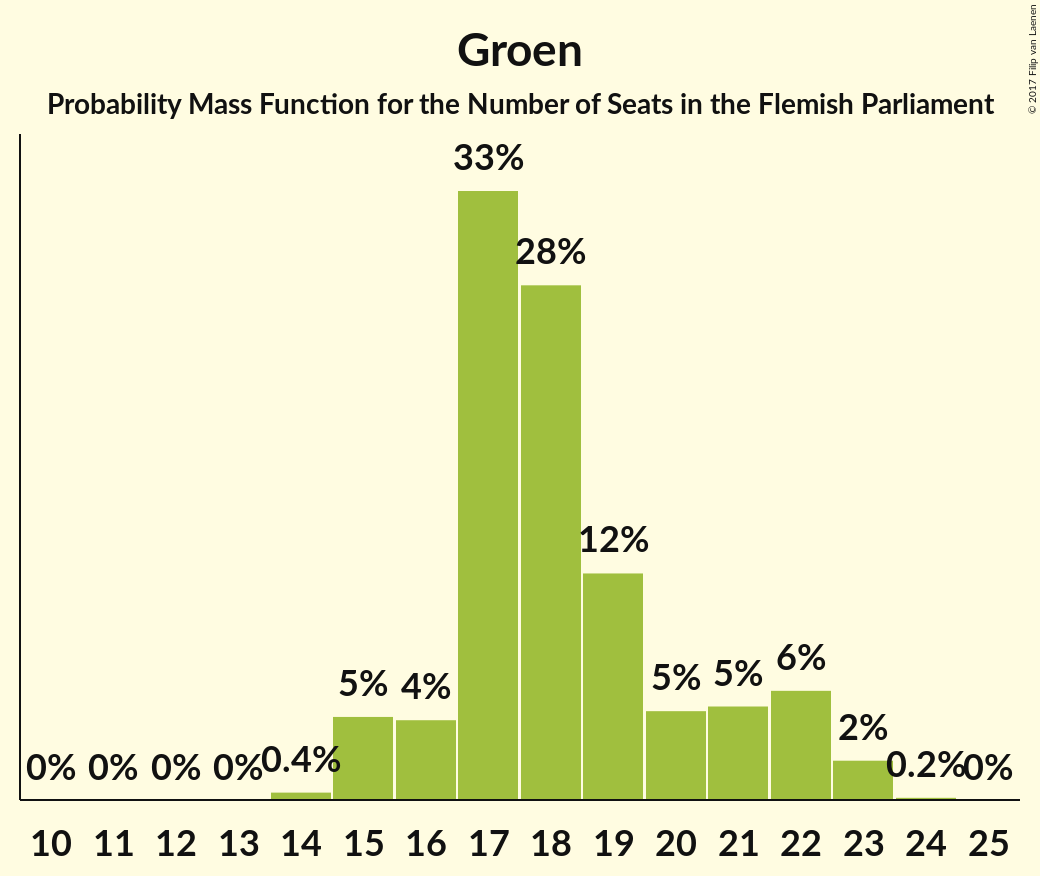 Groen
Probability Mass Function for the Number of Seats in the Flemish Parliament
© 2017 Filip van Laenen
0% 0% 0% 0% 0.4% 5% 4% 33% 28% 12% 5% 5% 6% 2% 0.2% 0%
10 11 12 13 14 15 16 17 18 19 20 21 22 23 24 25